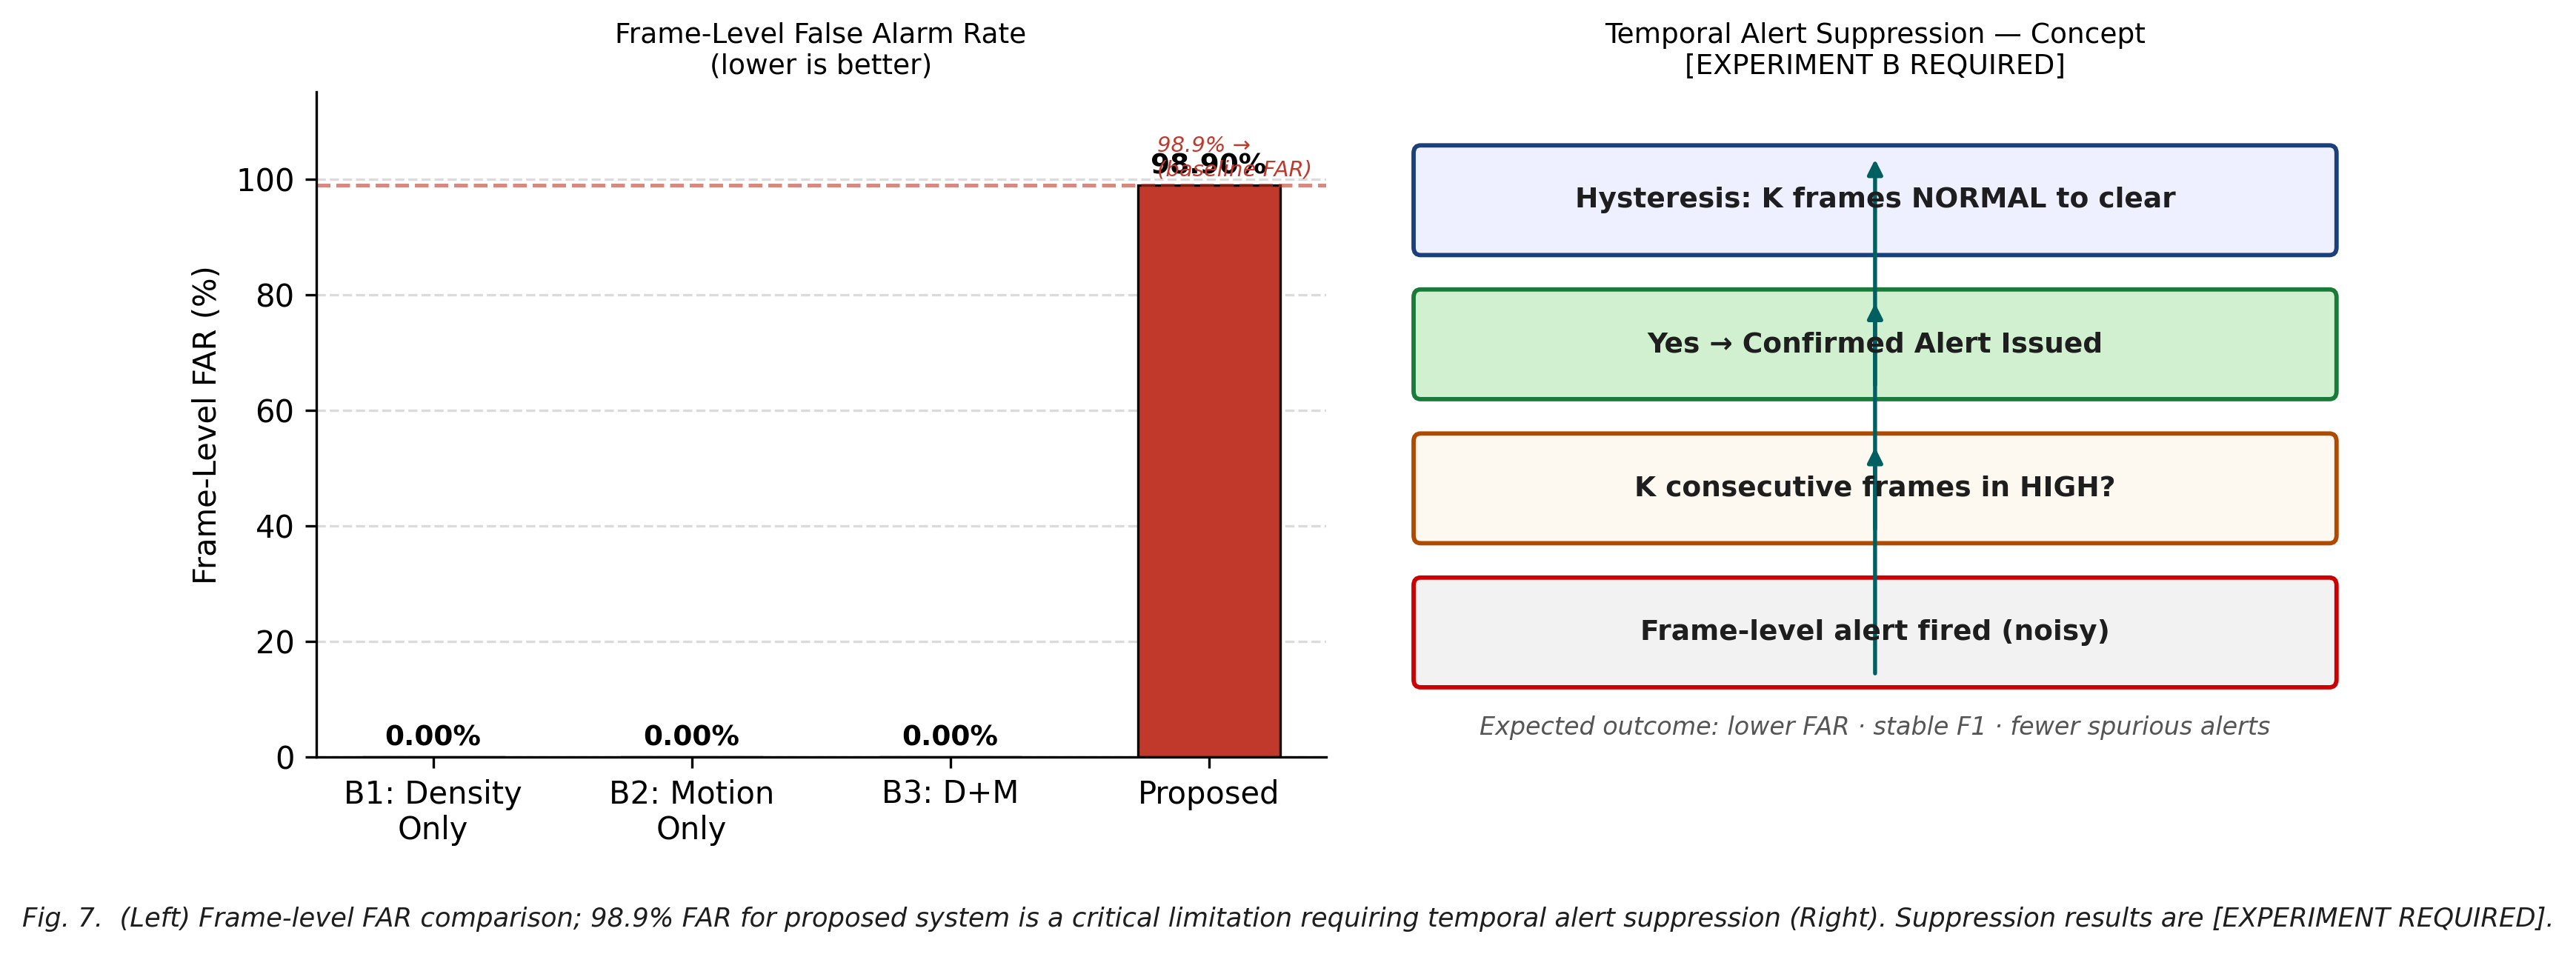 Frame-Level False Alarm Rate
(lower is better)
Frame-Level FAR (%)
100
80
60
40
20
0
98.9% →
(baseline FAR)
98.90%
0.00%
0.00%
0.00%
B1: Density
Only
B2: Motion
Only
B3: D+M
Proposed
Temporal Alert Suppression — Concept
[EXPERIMENT B REQUIRED]
Hysteresis: K frames NORMAL to clear
Yes → Confirmed Alert Issued
K consecutive frames in HIGH?
Frame-level alert fired (noisy)
Expected outcome: lower FAR · stable F1 · fewer spurious alerts
Fig. 7.  (Left) Frame-level FAR comparison; 98.9% FAR for proposed system is a critical limitation requiring temporal alert suppression (Right). Suppression results are [EXPERIMENT REQUIRED].